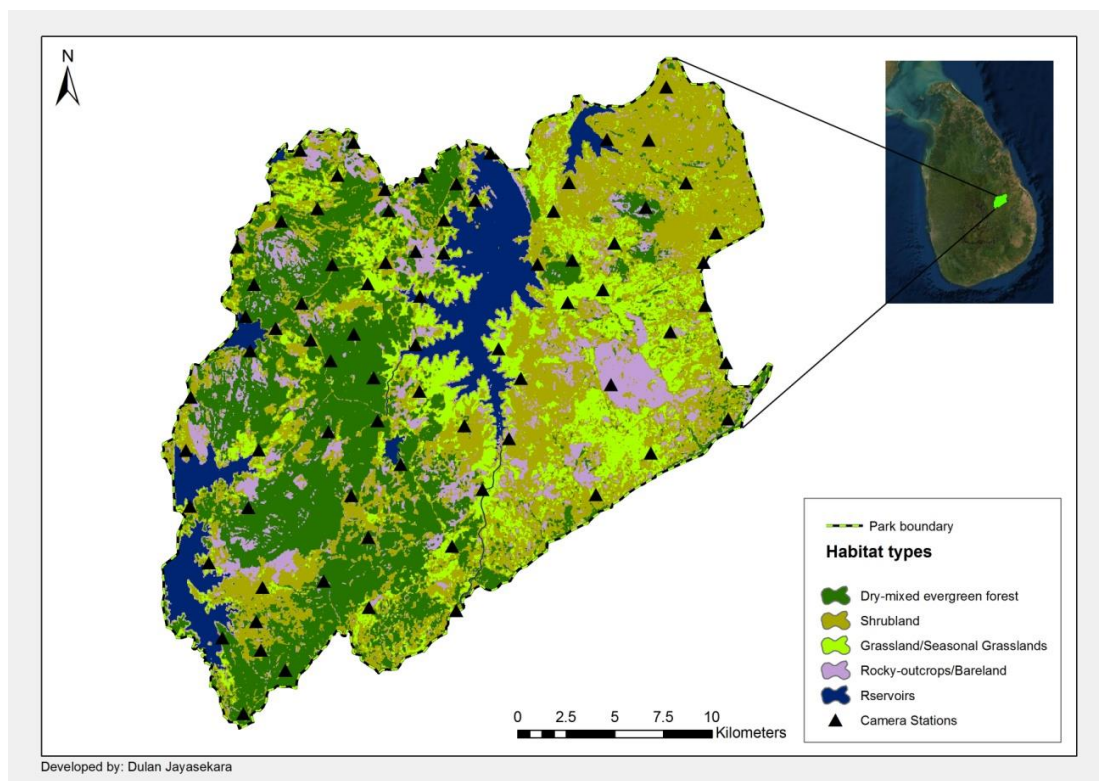 N
Park boundary
Habitat types
Dry-mixed evergreen forest
Shrubland
Grassland/Seasonal Grasslands
Rocky-outcrops/Bareland
Rservoirs
Camera Stations
0 2.5 5 7.5 10
Kilometers
Developed by: Dulan Jayasekara